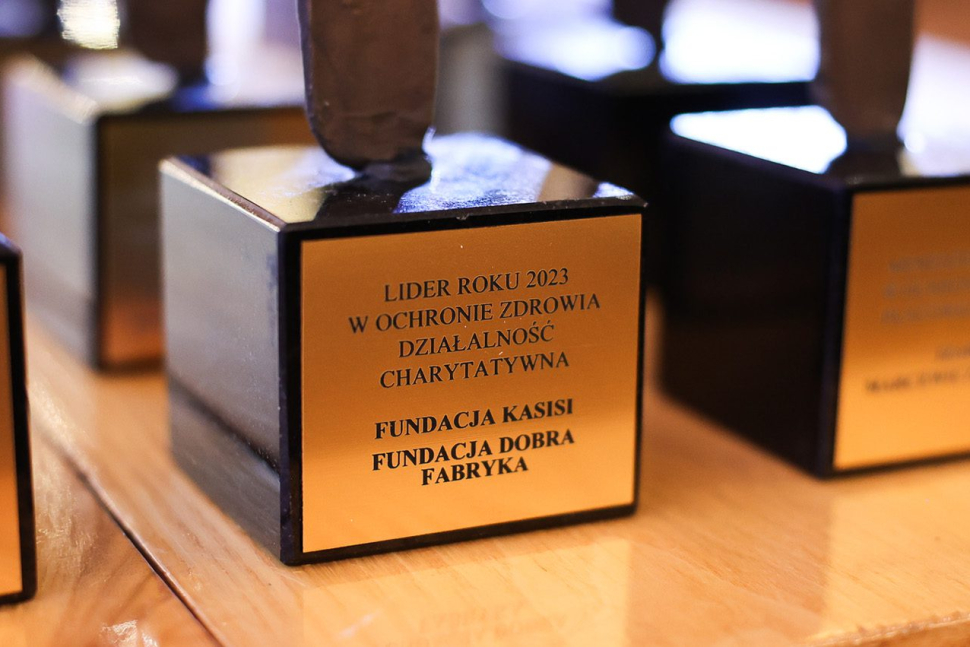 LIDER ROKU 2023
W OCHRONIE ZDROWIA
DZIAŁALNOŚĆ
CHARYTATYWNA
FUNDACJA KASISI
FUNDACJA DOBRA
FABRYKA